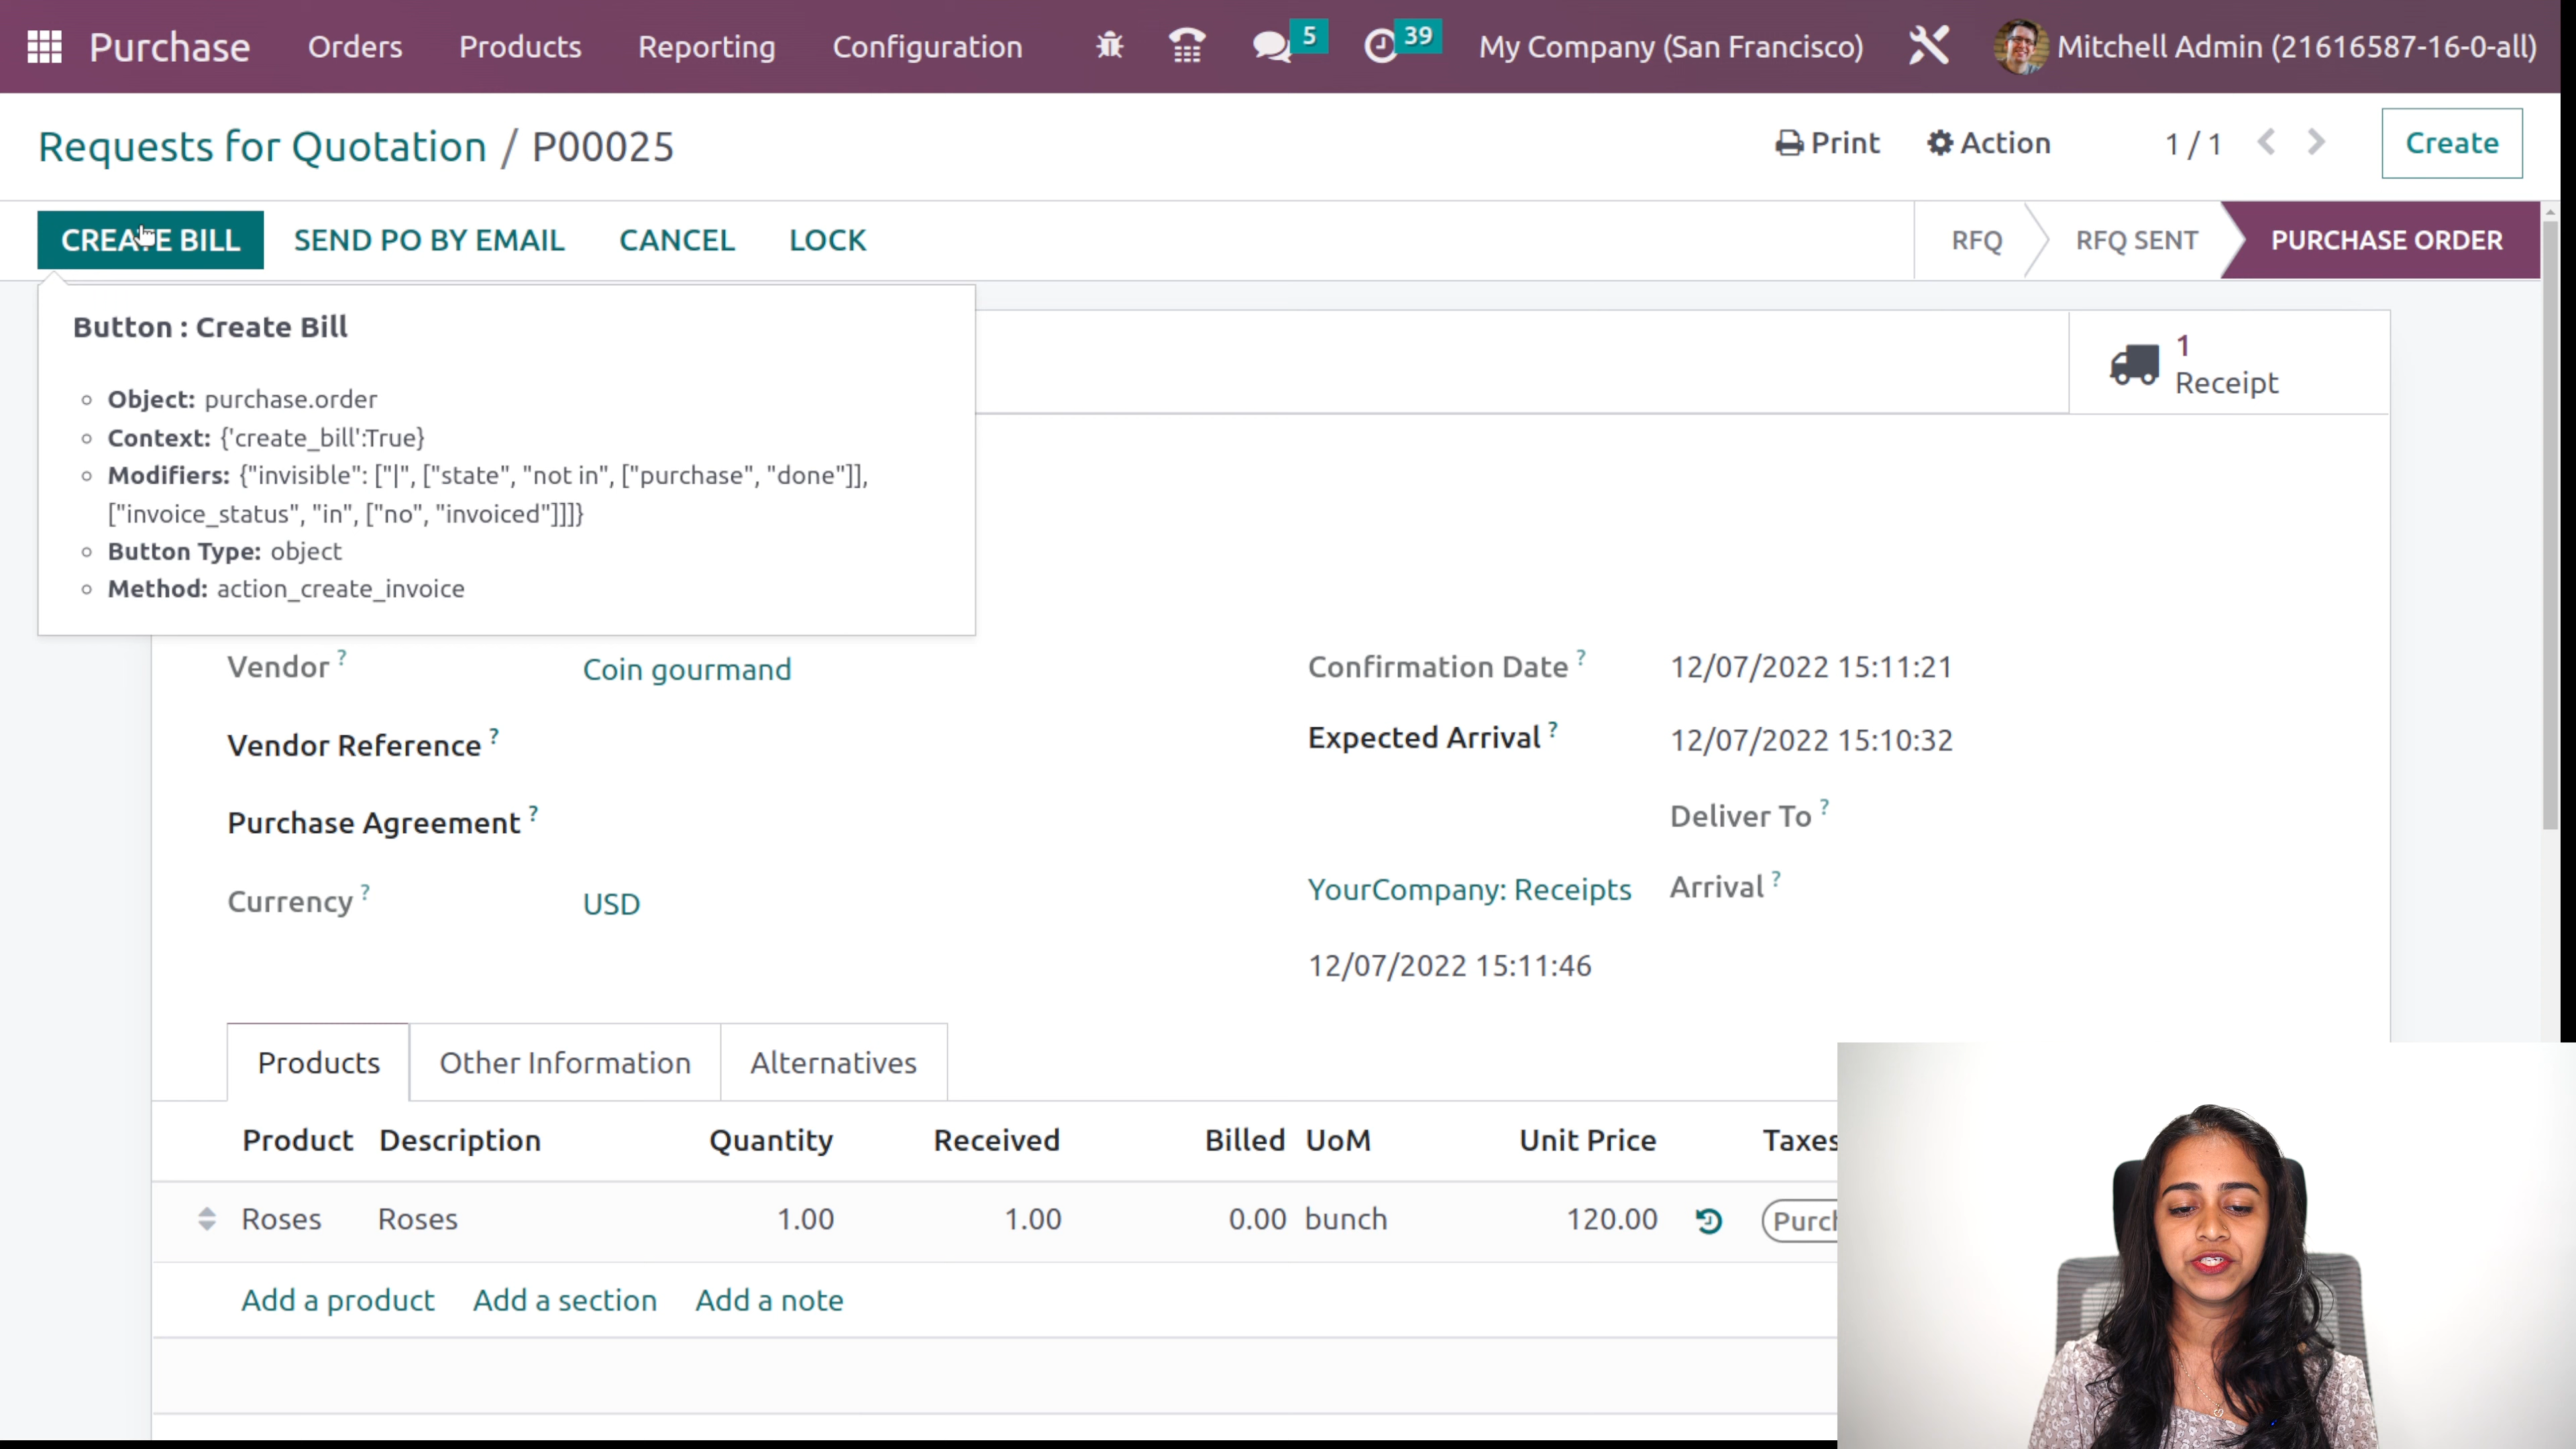 Purchase Orders Products Reporting Configuration 5 39 My Company (San Francisco) Mitchell Admin (21616587-16-0-all)
Requests for Quotation / P00025 Print Action 1 / 1 Create
CREATE BILL SEND PO BY EMAIL CANCEL LOCK RFQ RFQ SENT PURCHASE ORDER
Button : Create Bill
1
Receipt
Object: purchase.order
Context: {'create_bill':True}
Modifiers: {"invisible": ["|", ["state", "not in", ["purchase", "done"]],
["invoice_status", "in", ["no", "invoiced"]]]}
Button Type: object
Method: action_create_invoice
Vendor ? Coin gourmand Confirmation Date ? 12/07/2022 15:11:21
Vendor Reference ? Expected Arrival ? 12/07/2022 15:10:32
Purchase Agreement ? Deliver To ?
Currency ? USD YourCompany: Receipts Arrival ?
12/07/2022 15:11:46
Products Other Information Alternatives
Product Description Quantity Received Billed UoM Unit Price Taxes
Roses Roses 1.00 1.00 0.00 bunch 120.00 Purch
Add a product Add a section Add a note